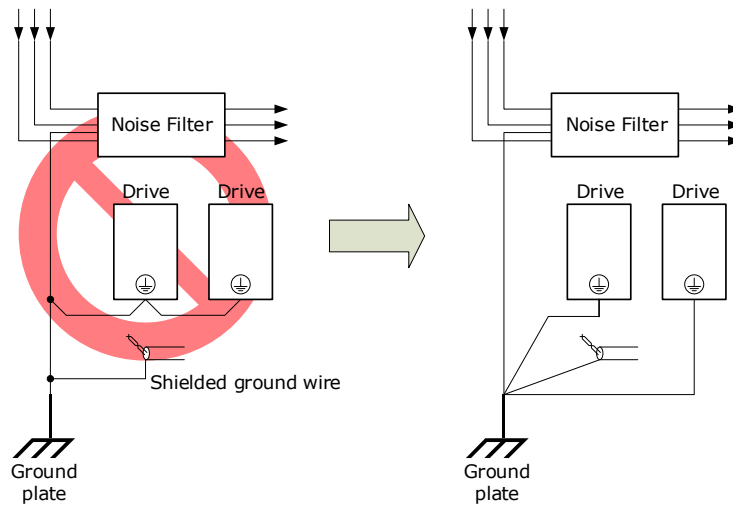 Noise Filter
Drive
Drive
Shielded ground wire
Ground
plate
Noise Filter
Drive
Drive
Ground
plate